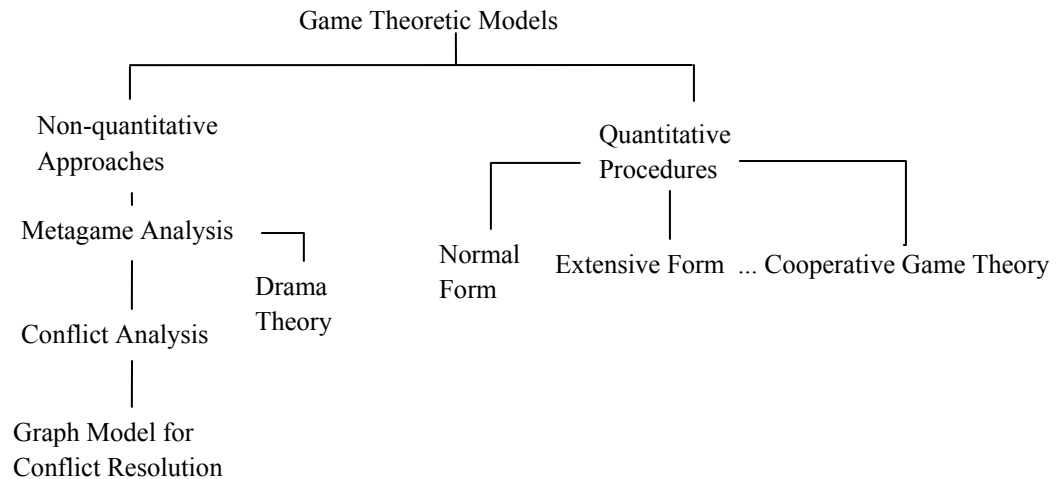 Game Theoretic Models
Non-quantitative
Approaches
Quantitative
Procedures
Metagame Analysis
Drama
Theory
Conflict Analysis
Graph Model for
Conflict Resolution
Normal
Form
Extensive Form ... Cooperative Game Theory